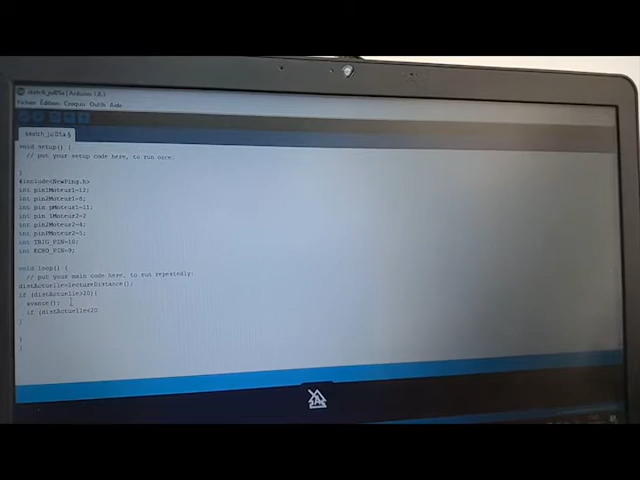 sketch_jul05a | Arduino 1.8.5
Fichier Édition Croquis Outils Aide
sketch_jul05a §
void setup() {
// put your setup code here, to run once:
}
#include<NewPing.h>
int pin1Moteur1=12;
int pin2Moteur1=8;
int pin pMoteur1=11;
int pin 1Moteur2=2
int pin2Moteur2=4;
int pinPMoteur2=5;
int TRIG_PIN=10;
int ECHO_PIN=9;
void loop() {
// put your main code here, to run repeatedly:
distActuelle=lectureDistance();
if (distActuelle>20){
avance();
if (distActuelle<20
}
}
}